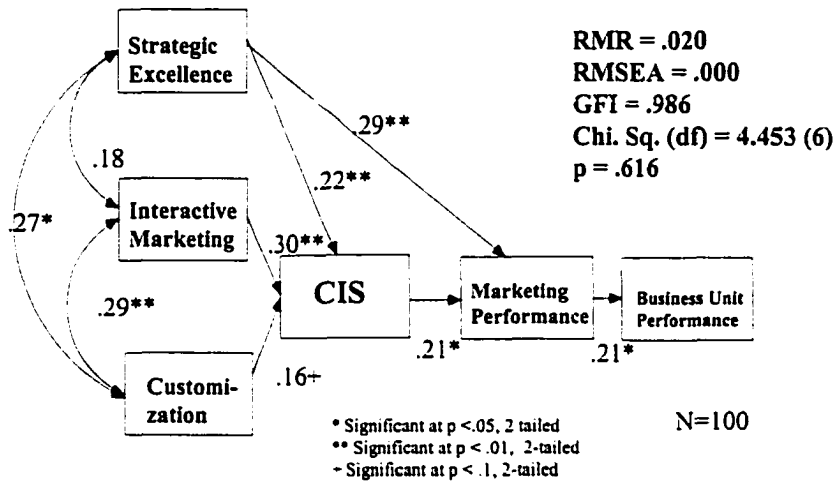 Strategic
Excellence
RMR = .020
RMSEA = .000
GFI = .986
Chi. Sq. (df) = 4.453 (6)
p = .616
.29**
.18
.22**
.27*
Interactive
Marketing
.30**
CIS
Marketing
Performance
Business Unit
Performance
.29**
.21*
.21*
Customi-
zation
.16+
* Significant at p <.05, 2 tailed
** Significant at p < .01, 2-tailed
+ Significant at p < .1, 2-tailed
N=100